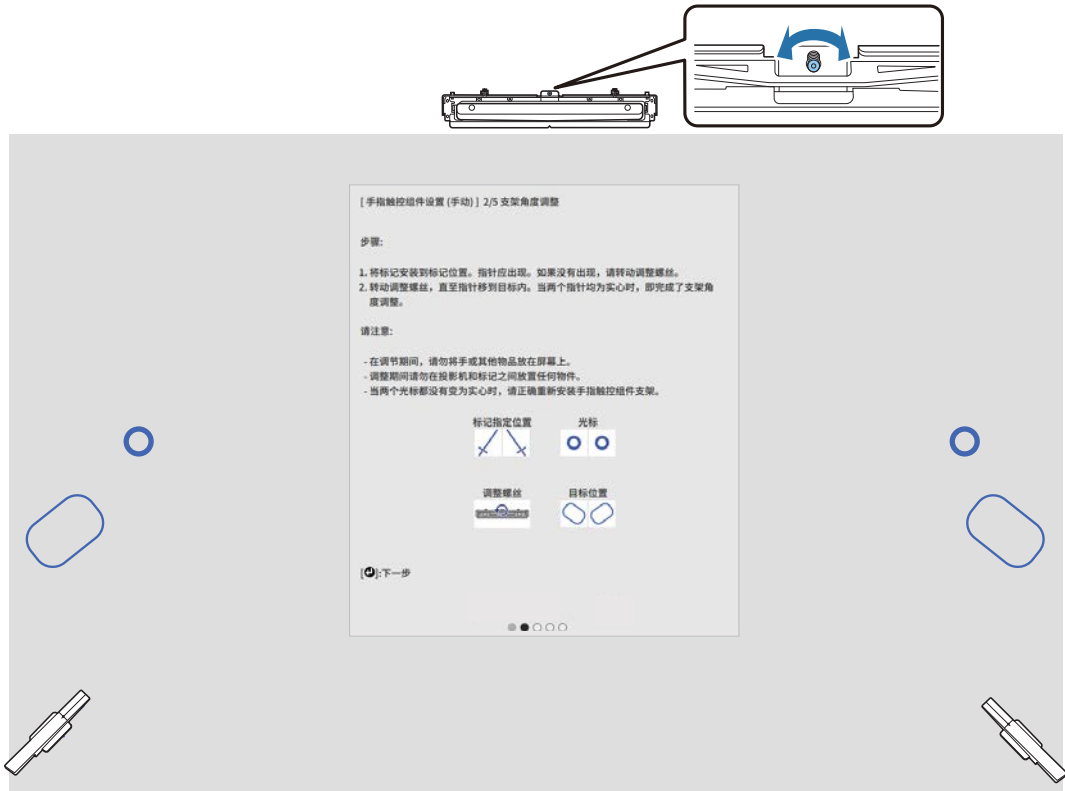 [ 手指触控组件设置 (手动) ]  2/5 支架角度调整
步骤:
1. 将标记安装到标记位置。指针应出现。如果没有出现，请转动调整螺丝。
2. 转动调整螺丝，直至指针移到目标内。当两个指针均为实心时，即完成了支架角
度调整。
请注意:
- 在调节期间，请勿将手或其他物品放在屏幕上。
- 调整期间请勿在投影机和标记之间放置任何物件。
- 当两个光标都没有变为实心时，请正确重新安装手指触控组件支架。
标记指定位置 光标
调整螺丝 目标位置
[ ]:下一步